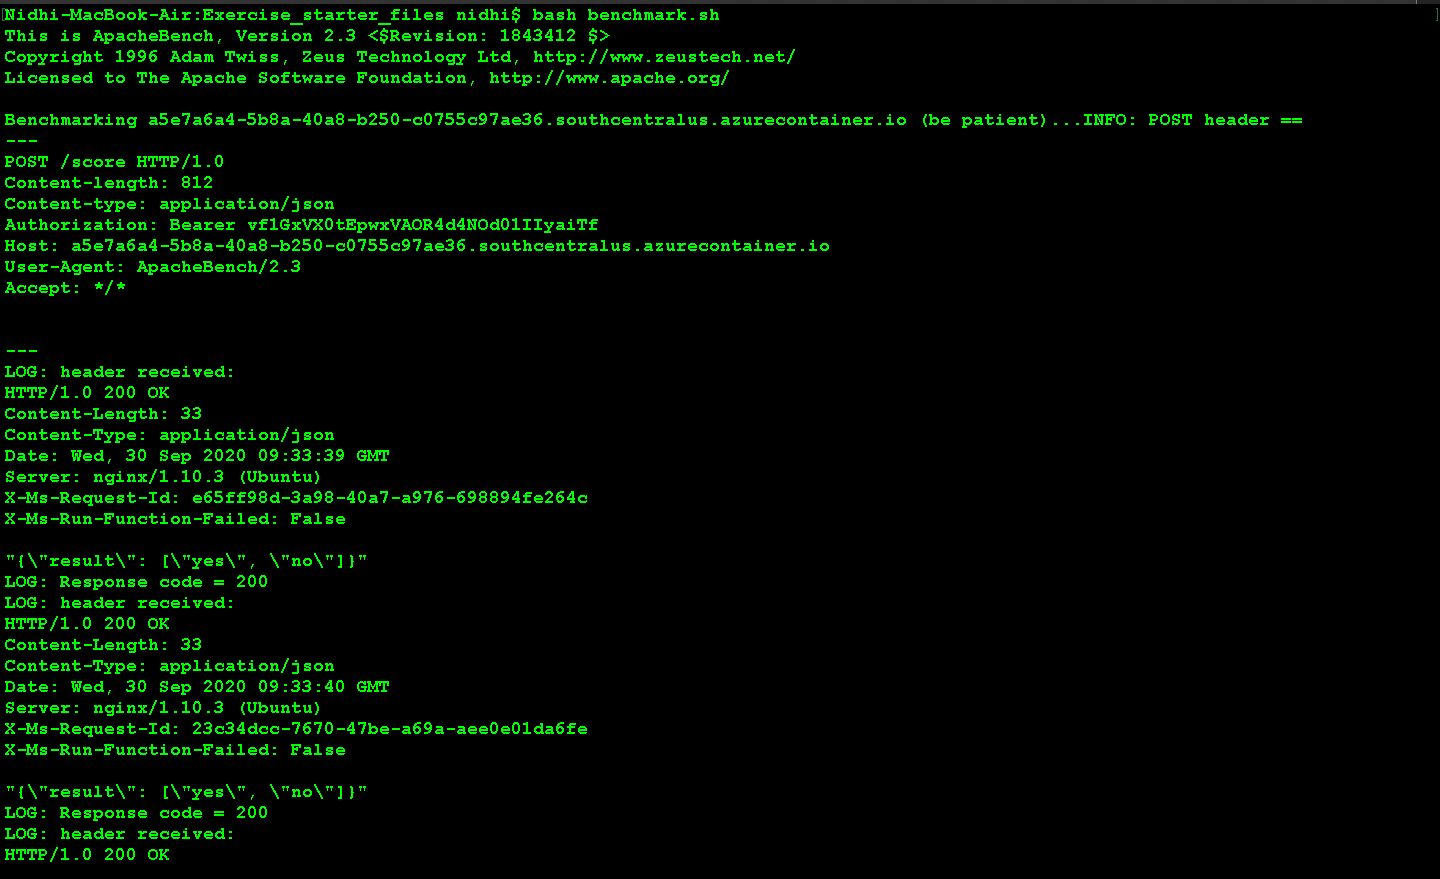 Nidhi-MacBook-Air:Exercise_starter_files nidhi$ bash benchmark.sh
This is ApacheBench, Version 2.3 <$Revision: 1843412 $>
Copyright 1996 Adam Twiss, Zeus Technology Ltd, http://www.zeustech.net/
Licensed to The Apache Software Foundation, http://www.apache.org/

Benchmarking a5e7a6a4-5b8a-40a8-b250-c0755c97ae36.southcentralus.azurecontainer.io (be patient)...INFO: POST header ==
---
POST /score HTTP/1.0
Content-length: 812
Content-type: application/json
Authorization: Bearer vf1GxVX0tEpwxVAOR4d4NOd01IIyaiTf
Host: a5e7a6a4-5b8a-40a8-b250-c0755c97ae36.southcentralus.azurecontainer.io
User-Agent: ApacheBench/2.3
Accept: */*


---
LOG: header received:
HTTP/1.0 200 OK
Content-Length: 33
Content-Type: application/json
Date: Wed, 30 Sep 2020 09:33:39 GMT
Server: nginx/1.10.3 (Ubuntu)
X-Ms-Request-Id: e65ff98d-3a98-40a7-a976-698894fe264c
X-Ms-Run-Function-Failed: False

"{\"result\": [\"yes\", \"no\"]}"
LOG: Response code = 200
LOG: header received:
HTTP/1.0 200 OK
Content-Length: 33
Content-Type: application/json
Date: Wed, 30 Sep 2020 09:33:40 GMT
Server: nginx/1.10.3 (Ubuntu)
X-Ms-Request-Id: 23c34dcc-7670-47be-a69a-aee0e01da6fe
X-Ms-Run-Function-Failed: False

"{\"result\": [\"yes\", \"no\"]}"
LOG: Response code = 200
LOG: header received:
HTTP/1.0 200 OK